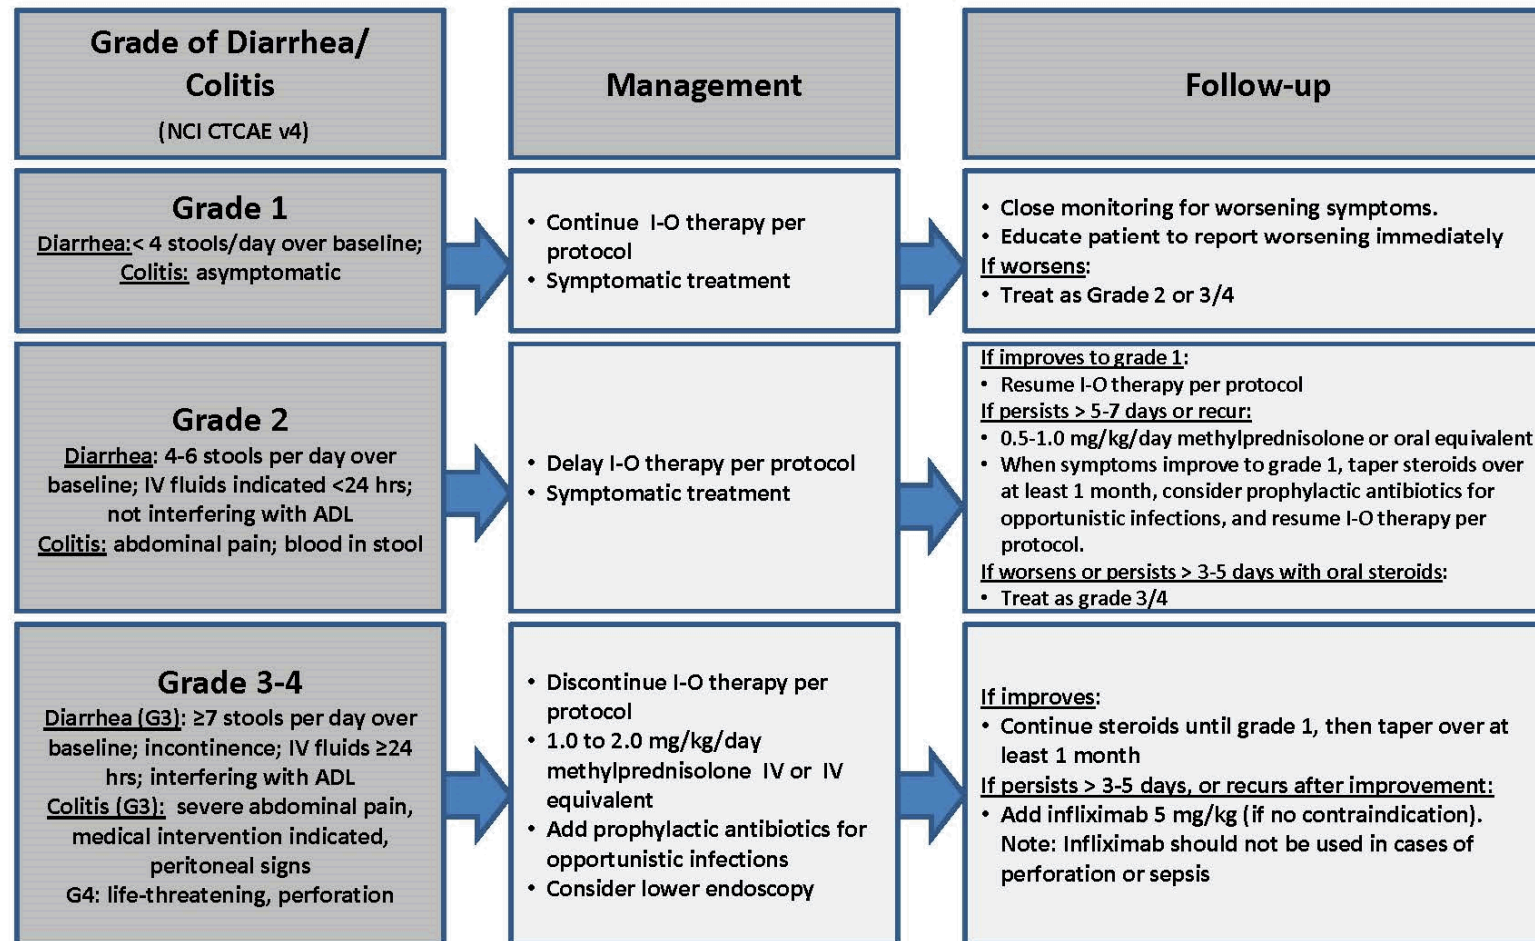 Grade of Diarrhea/
Colitis
(NCI CTCAE v4)
Management
Follow-up
Grade 1
Diarrhea:< 4 stools/day over baseline;
Colitis: asymptomatic
• Continue I-O therapy per
protocol
• Symptomatic treatment
• Close monitoring for worsening symptoms.
• Educate patient to report worsening immediately
If worsens:
• Treat as Grade 2 or 3/4
Grade 2
Diarrhea: 4-6 stools per day over
baseline; IV fluids indicated <24 hrs;
not interfering with ADL
Colitis: abdominal pain; blood in stool
• Delay I-O therapy per protocol
• Symptomatic treatment
If improves to grade 1:
• Resume I-O therapy per protocol
If persists > 5-7 days or recur:
• 0.5-1.0 mg/kg/day methylprednisolone or oral equivalent
• When symptoms improve to grade 1, taper steroids over
at least 1 month, consider prophylactic antibiotics for
opportunistic infections, and resume I-O therapy per
protocol.
If worsens or persists > 3-5 days with oral steroids:
• Treat as grade 3/4
Grade 3-4
Diarrhea (G3): ≥7 stools per day over
baseline; incontinence; IV fluids ≥24
hrs; interfering with ADL
Colitis (G3): severe abdominal pain,
medical intervention indicated,
peritoneal signs
G4: life-threatening, perforation
• Discontinue I-O therapy per
protocol
• 1.0 to 2.0 mg/kg/day
methylprednisolone IV or IV
equivalent
• Add prophylactic antibiotics for
opportunistic infections
• Consider lower endoscopy
If improves:
• Continue steroids until grade 1, then taper over at
least 1 month
If persists > 3-5 days, or recurs after improvement:
• Add infliximab 5 mg/kg (if no contraindication).
Note: Infliximab should not be used in cases of
perforation or sepsis